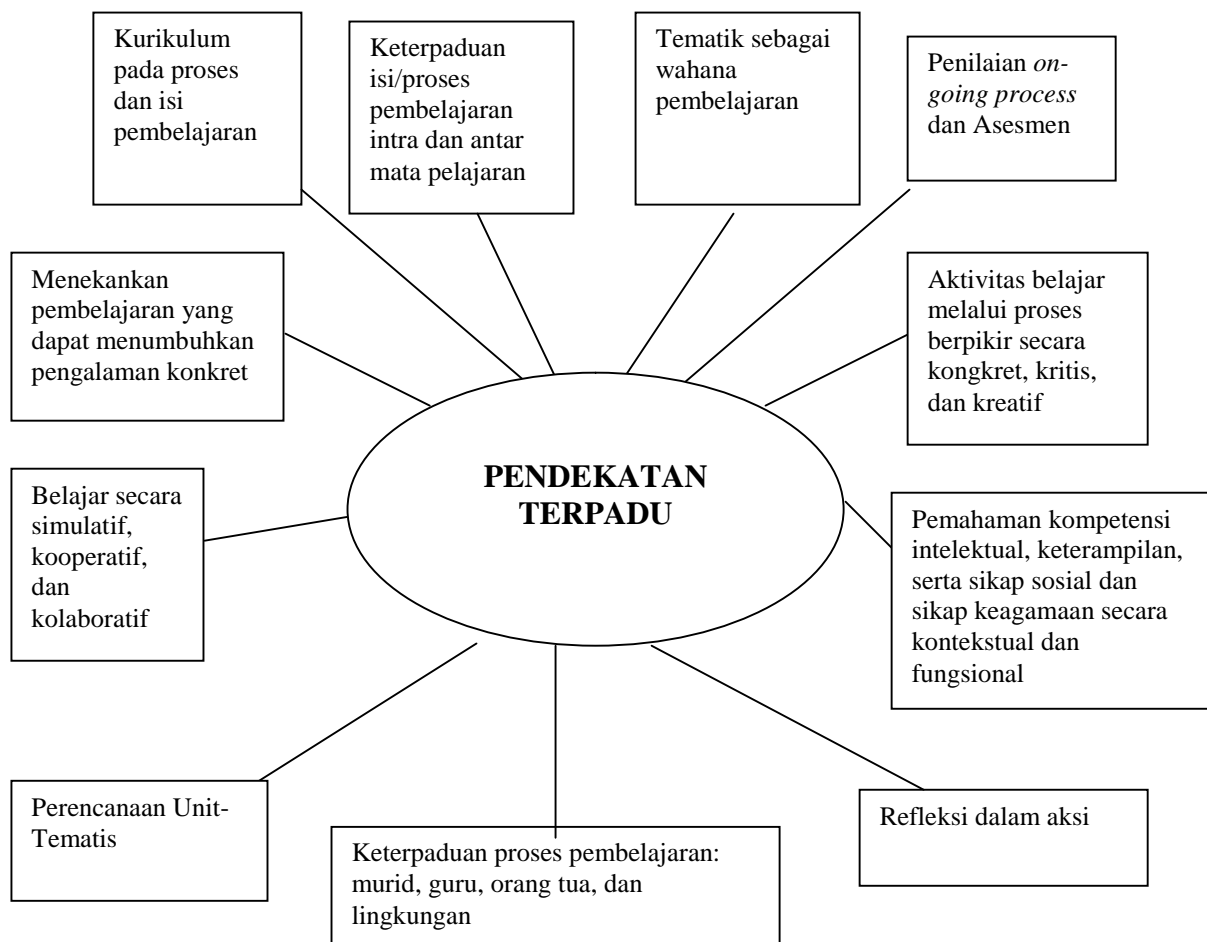 Kurikulum
pada proses
dan isi
pembelajaran
Keterpaduan
isi/proses
pembelajaran
intra dan antar
mata pelajaran
Tematik sebagai
wahana
pembelajaran
Penilaian on-
going process
dan Asesmen
Menekankan
pembelajaran yang
dapat menumbuhkan
pengalaman konkret
Aktivitas belajar
melalui proses
berpikir secara
kongkret, kritis,
dan kreatif
PENDEKATAN
TERPADU
Belajar secara
simulatif,
kooperatif,
dan
kolaboratif
Pemahaman kompetensi
intelektual, keterampilan,
serta sikap sosial dan
sikap keagamaan secara
kontekstual dan
fungsional
Perencanaan Unit-
Tematis
Keterpaduan proses pembelajaran:
murid, guru, orang tua, dan
lingkungan
Refleksi dalam aksi